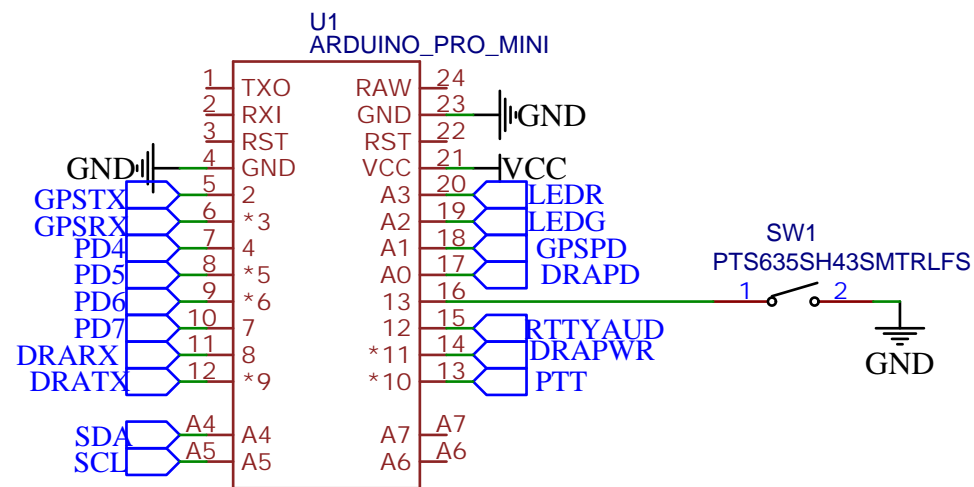 U1
ARDUINO_PRO_MINI
1 TXO RAW 24
2 RXI GND 23 GND
3 RST RST 22
GND 4 GND VCC 21 VCC
GPSTX 5 2 A3 20 LEDR
GPSRX 6 *3 A2 19 LEDG
PD4 7 4 A1 18 GPSPD
PD5 8 *5 A0 17 DRAPD
PD6 9 *6 13 16
PD7 10 7 12 15 RTTYAUD
DRARX 11 8 *11 14 DRAPWR
DRATX 12 *9 *10 13 PTT
SDA A4 A4 A7 A7
SCL A5 A5 A6 A6
SW1
PTS635SH43SMTRLFS
1 2
GND